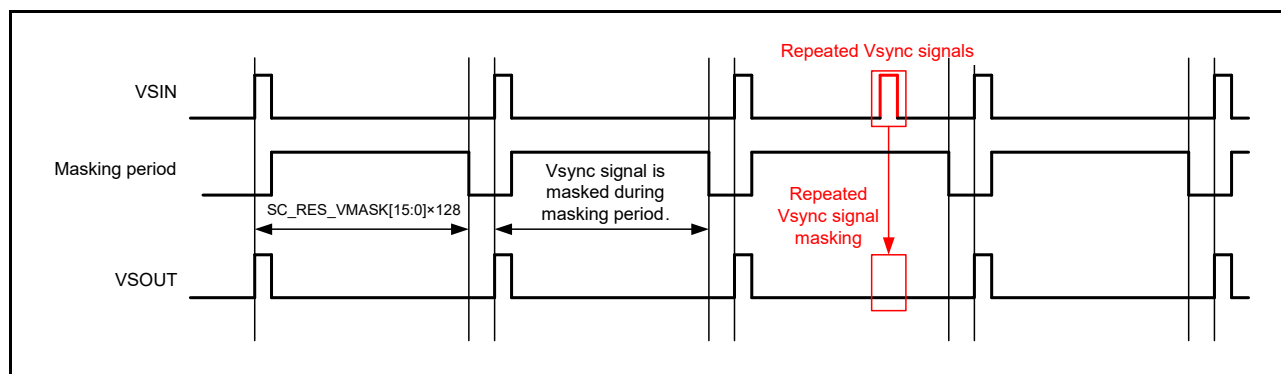 Repeated Vsync signals
VSIN
Masking period
Vsync signal is
masked during
masking period.
SC_RES_VMASK[15:0]×128
Repeated
Vsync signal
masking
VSOUT